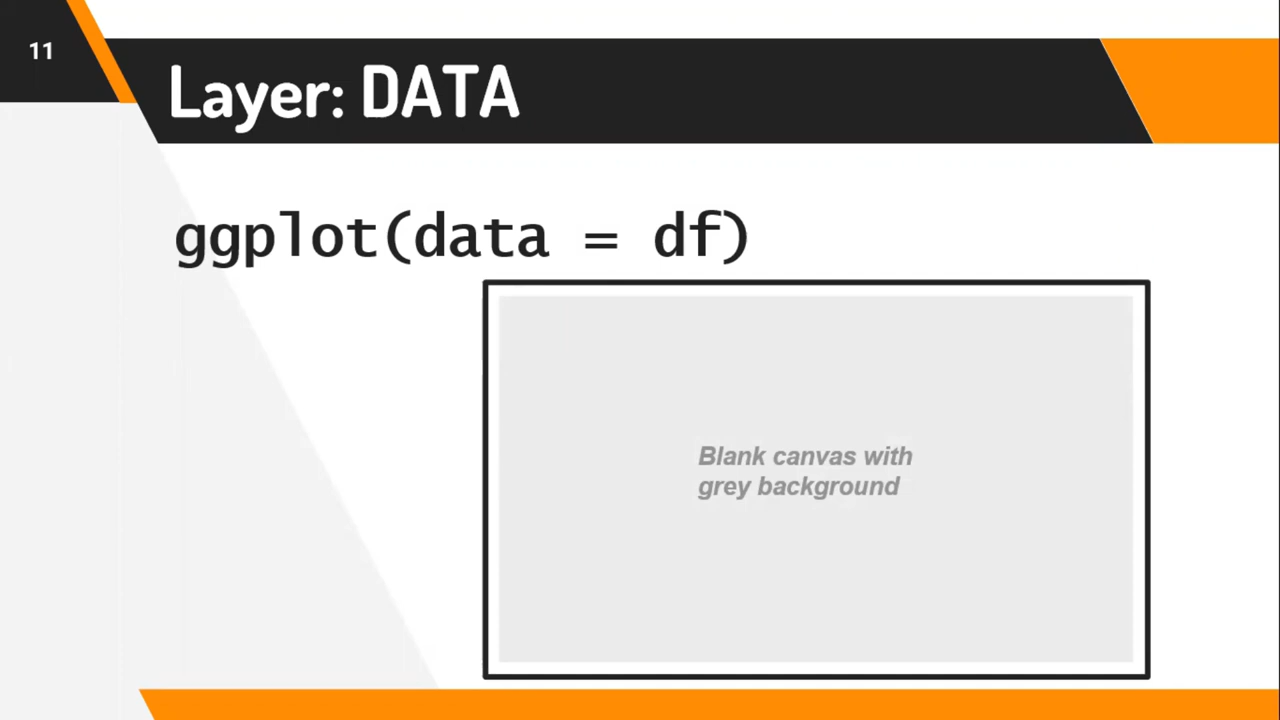 11
Layer: DATA
ggplot(data = df)
Blank canvas with
grey background